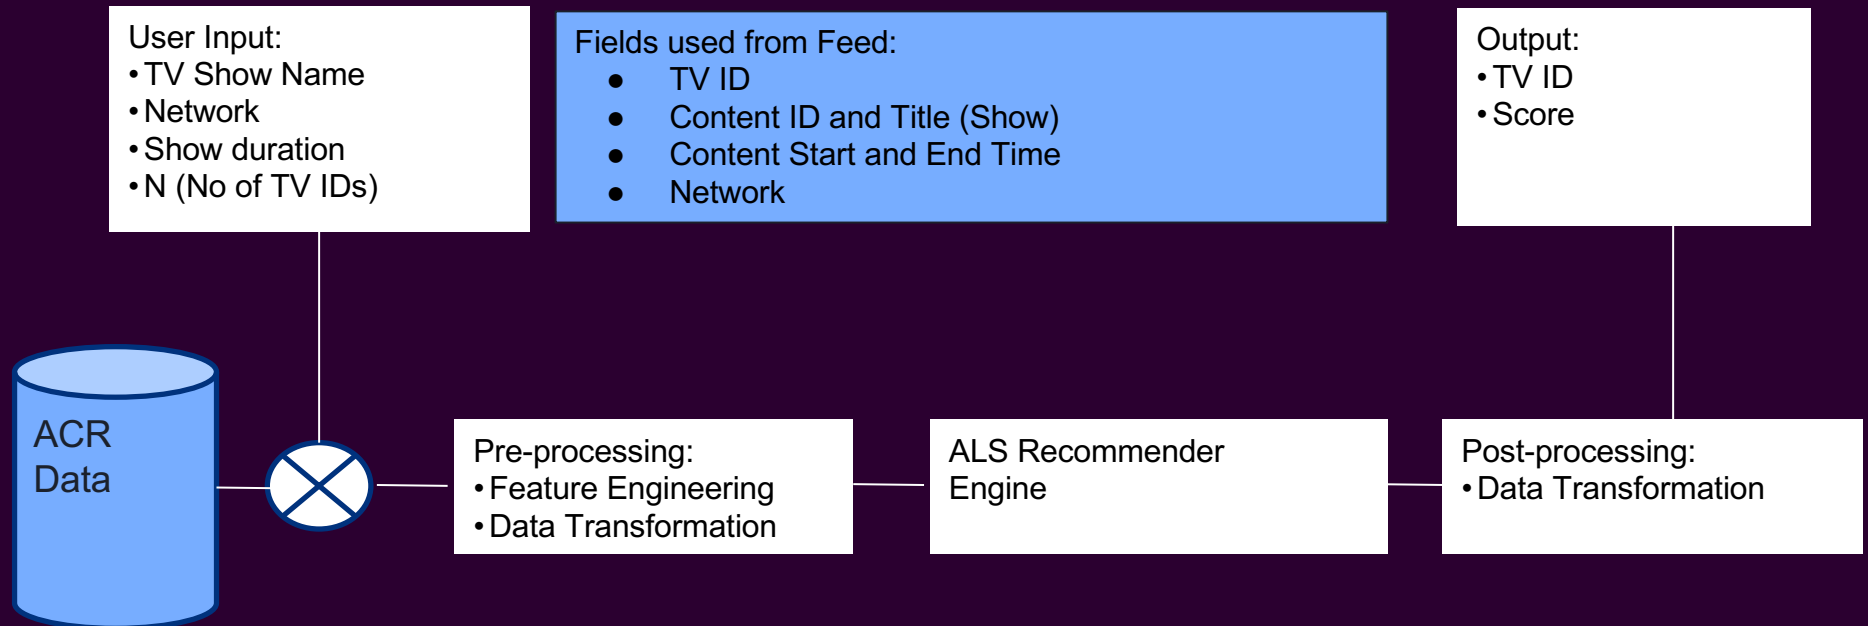 User Input:
•TV Show Name
•Network
•Show duration
•N (No of TV IDs)
Fields used from Feed:
● TV ID
● Content ID and Title (Show)
● Content Start and End Time
● Network
Output:
•TV ID
•Score
ACR
Data
Pre-processing:
•Feature Engineering
•Data Transformation
ALS Recommender
Engine
Post-processing:
•Data Transformation